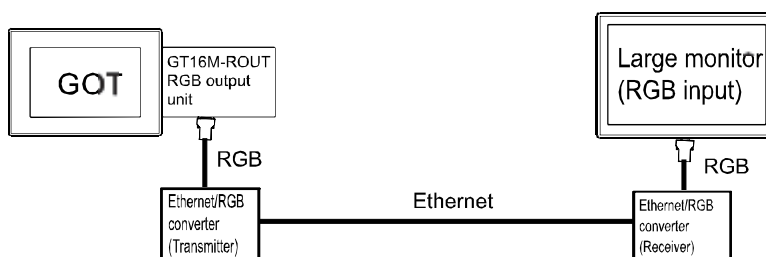 GOT
GT16M-ROUT
RGB output
unit
RGB
Ethernet/RGB
converter
(Transmitter)
Ethernet
Large monitor
(RGB input)
RGB
Ethernet/RGB
converter
(Receiver)